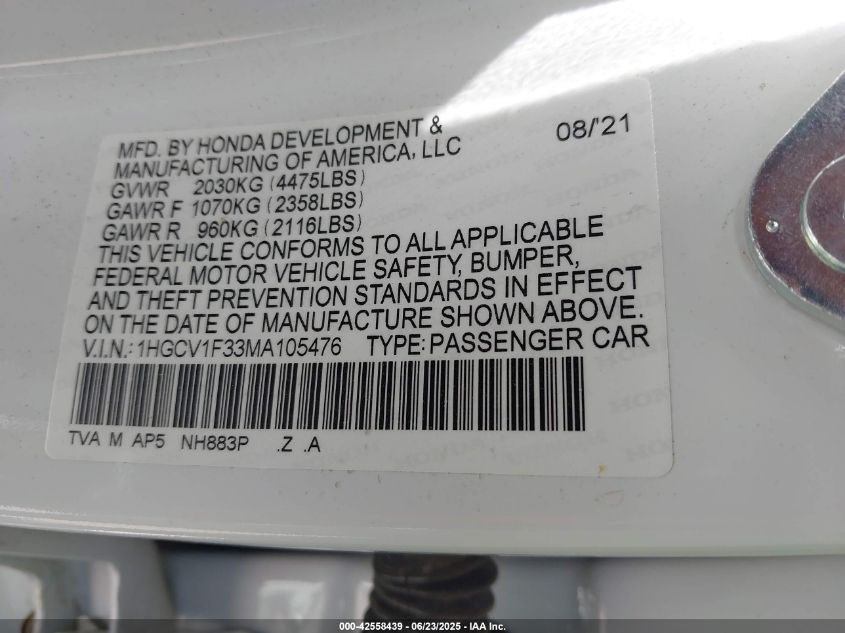 MFD. BY HONDA DEVELOPMENT & 08/'21
MANUFACTURING OF AMERICA, LLC
GVWR 2030KG (4475LBS)
GAWR F 1070KG (2358LBS)
GAWR R 960KG (2116LBS)
THIS VEHICLE CONFORMS TO ALL APPLICABLE
FEDERAL MOTOR VEHICLE SAFETY, BUMPER,
AND THEFT PREVENTION STANDARDS IN EFFECT
ON THE DATE OF MANUFACTURE SHOWN ABOVE.
V.I.N.: 1HGCV1F33MA105476 TYPE: PASSENGER CAR
TVA M AP5 NH883P .Z .A
000-42558439 - 06/23/2025 - IAA Inc.